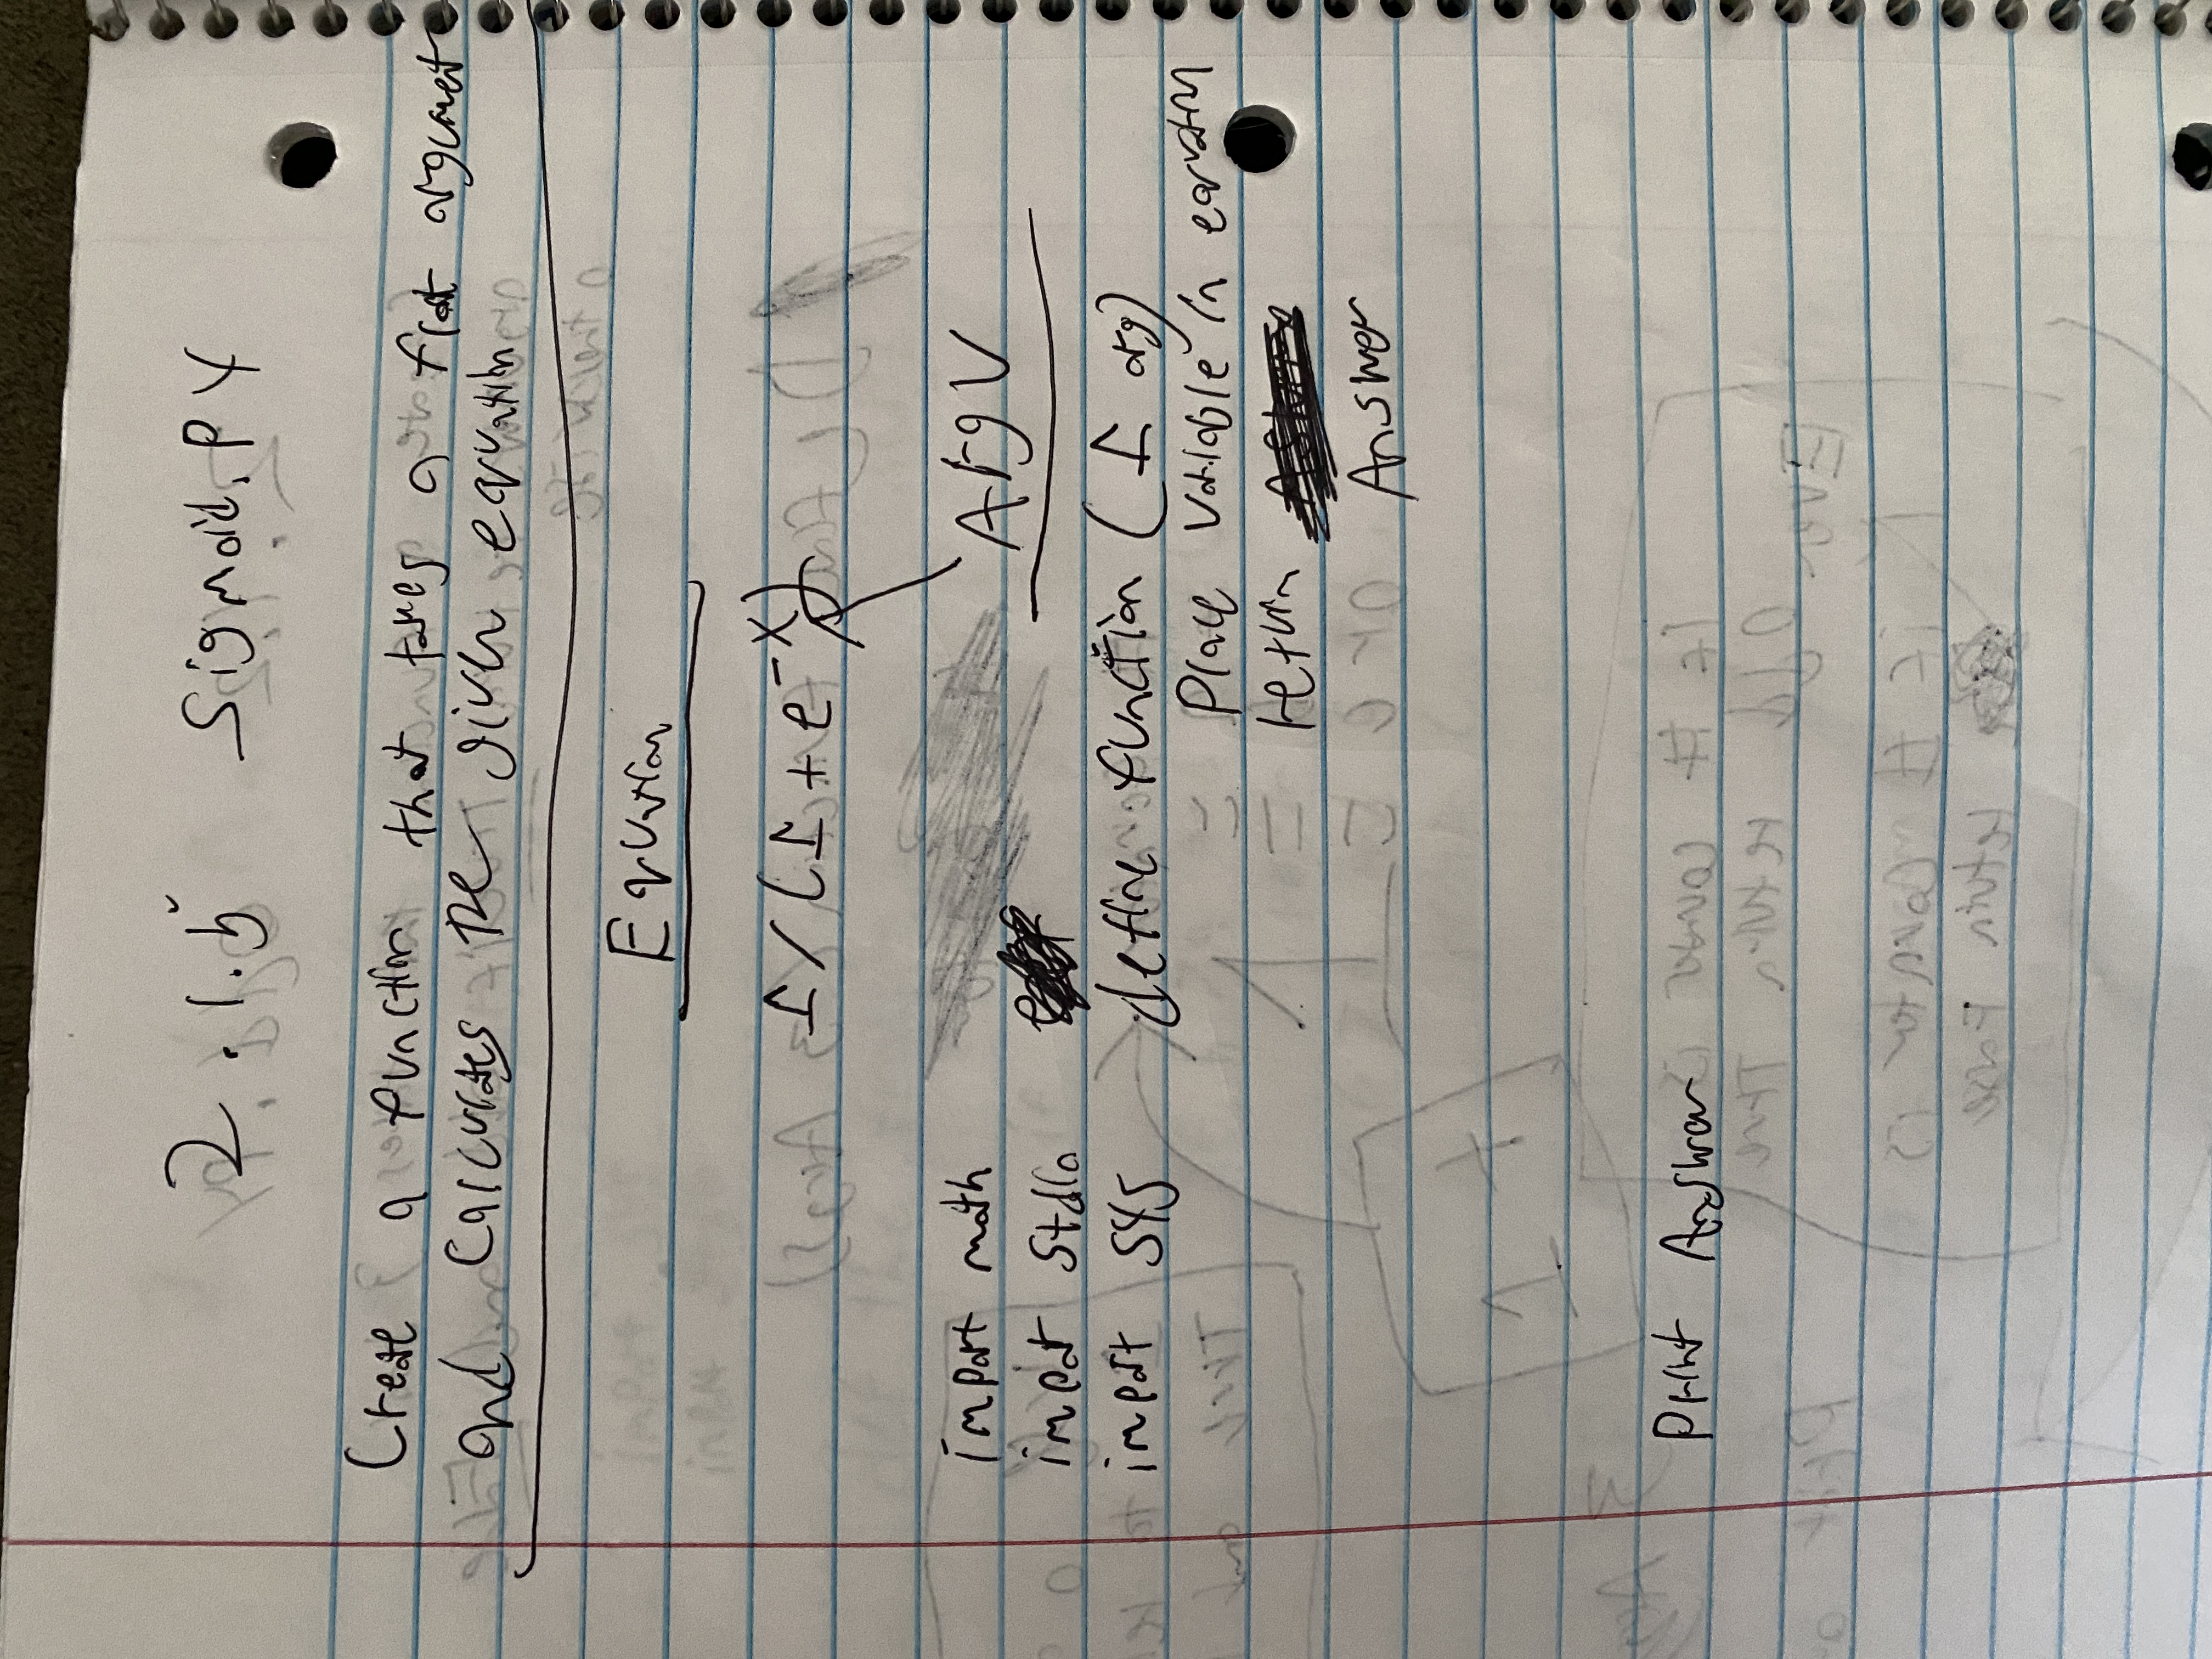 2.1.5 Sigmoid.PY
Create a function that takes a float argument
and calculates the given equation
Equation
1/(1+e^-x)
ArgV
import math
import stdio
import sys
define function (1 arg)
Place Variable in equation
return
Answer
Print Answer